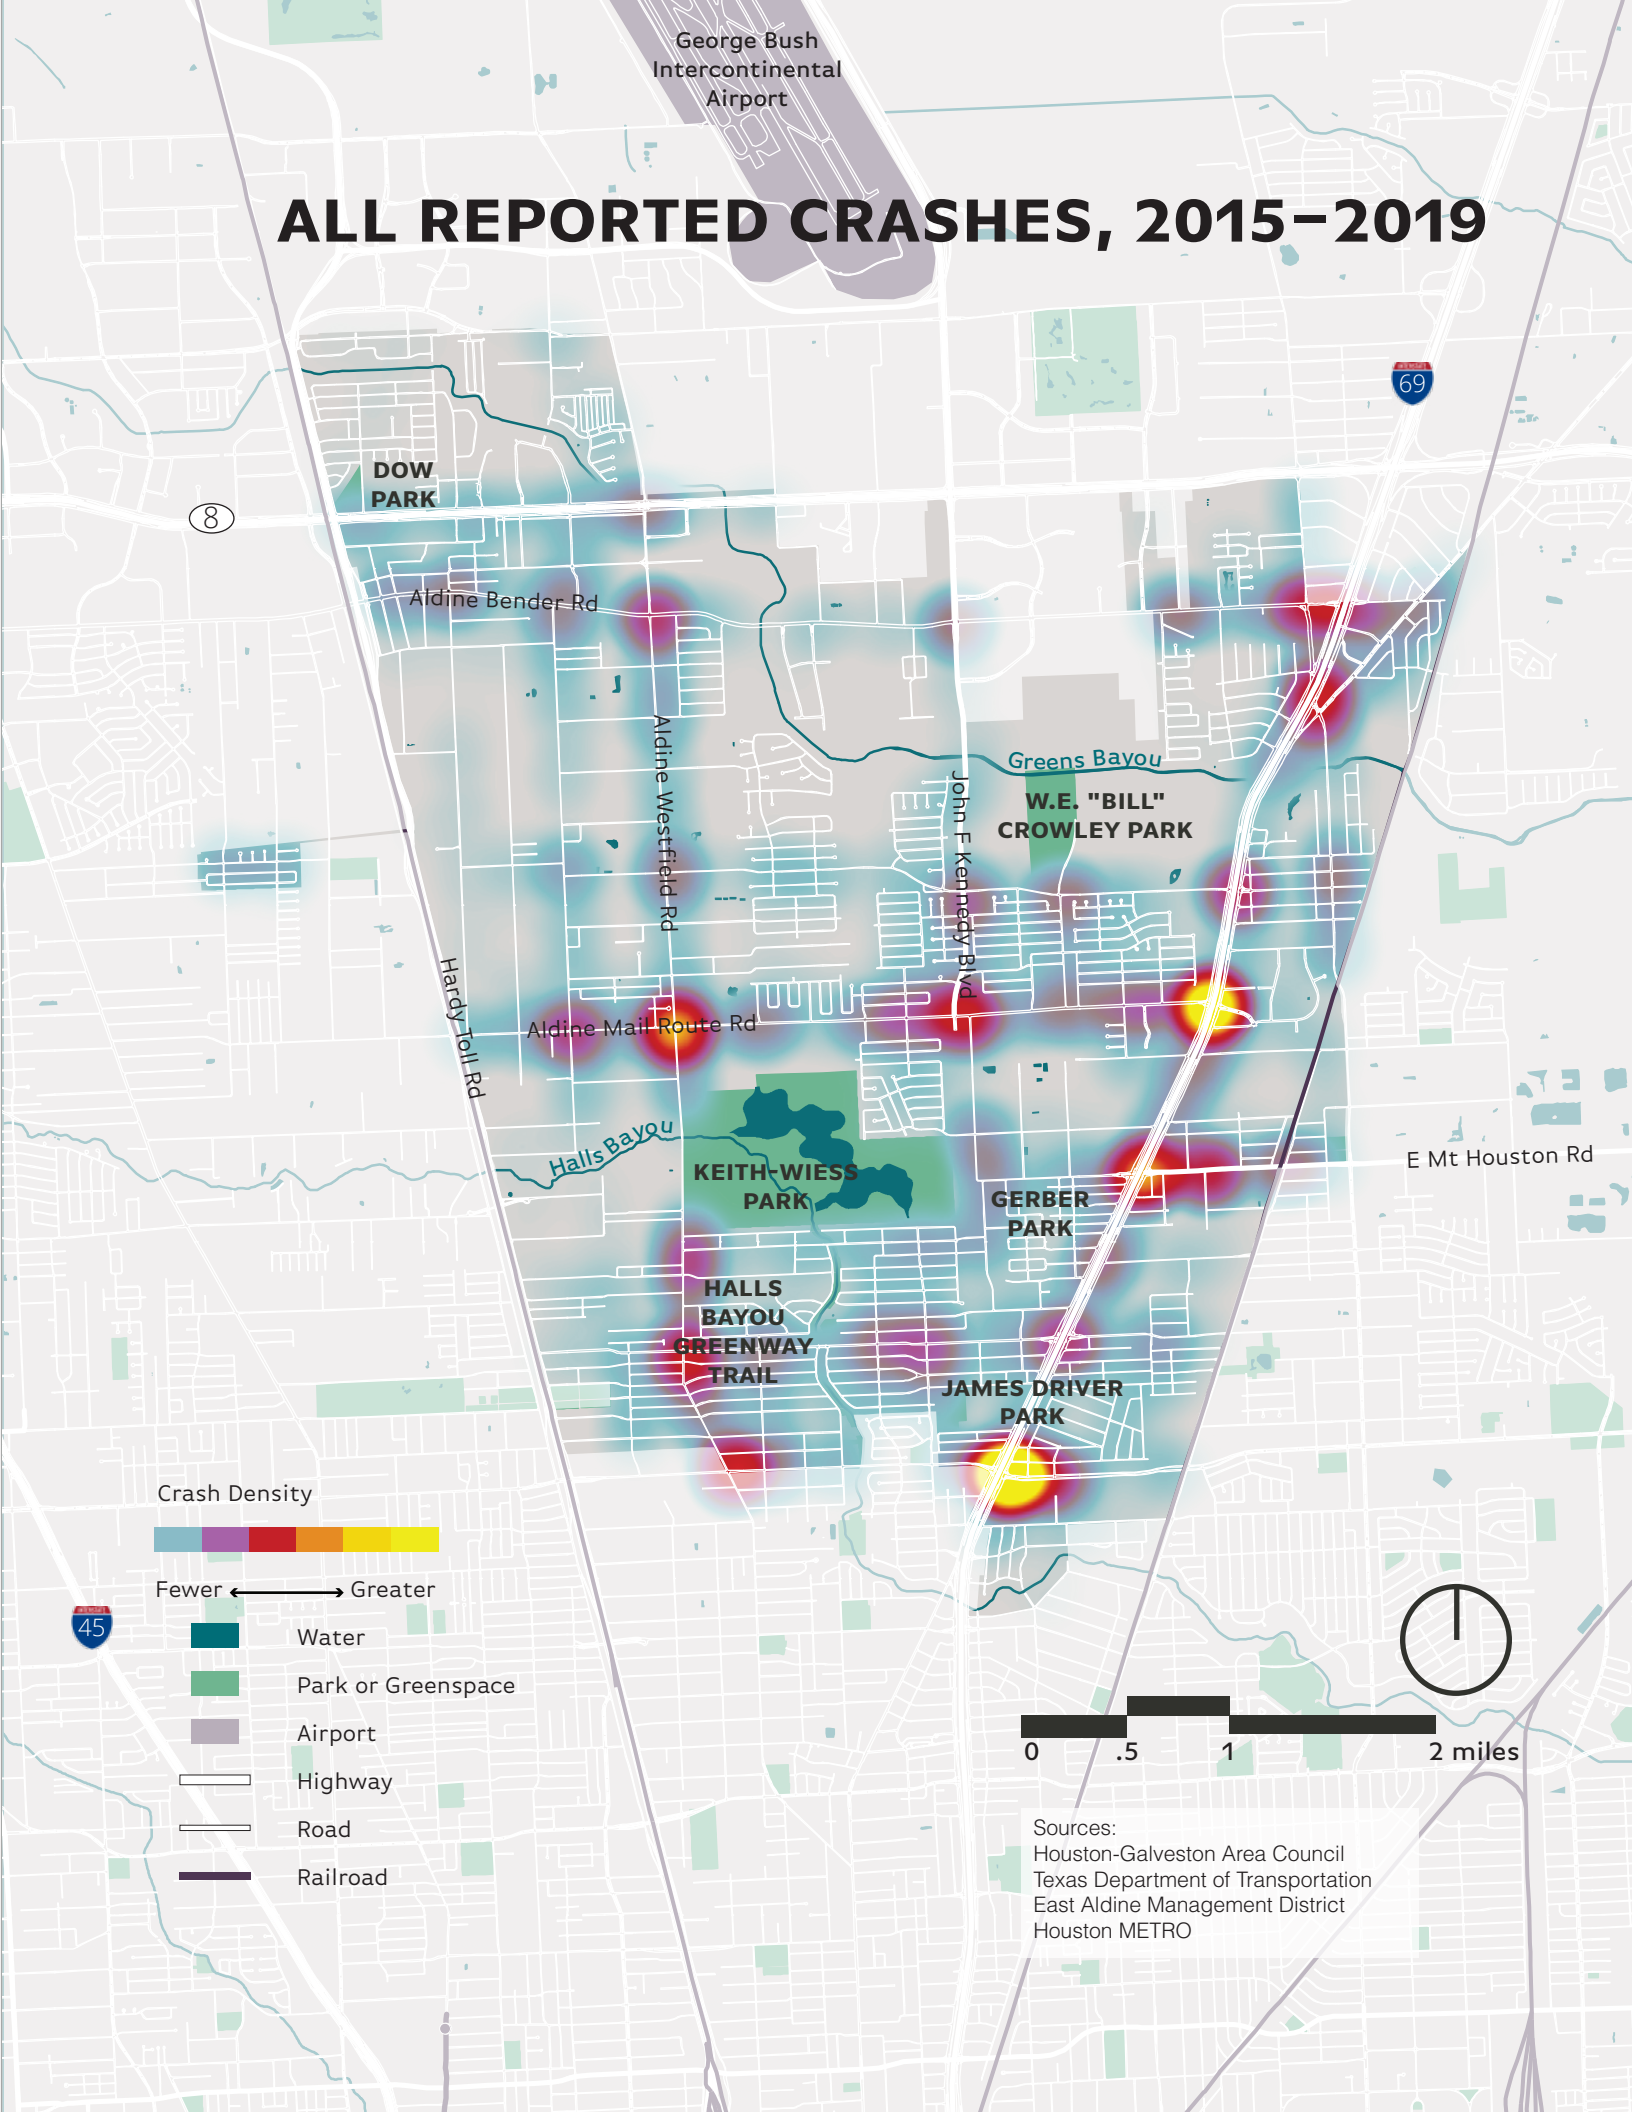 George Bush
Intercontinental
Airport
ALL REPORTED CRASHES, 2015–2019
69
DOW
PARK
8
Aldine Bender Rd
Aldine Westfield Rd
Greens Bayou
John F Kennedy Blvd
W.E. "BILL"
CROWLEY PARK
Hardy Toll Rd
Aldine Mail Route Rd
Halls Bayou
E Mt Houston Rd
KEITH-WIESS
PARK
GERBER
PARK
HALLS
BAYOU
GREENWAY
TRAIL
JAMES DRIVER
PARK
Crash Density
Fewer Greater
45
Water
Park or Greenspace
Airport
Highway
Road
Railroad
0 .5 1 2 miles
Sources:
Houston-Galveston Area Council
Texas Department of Transportation
East Aldine Management District
Houston METRO